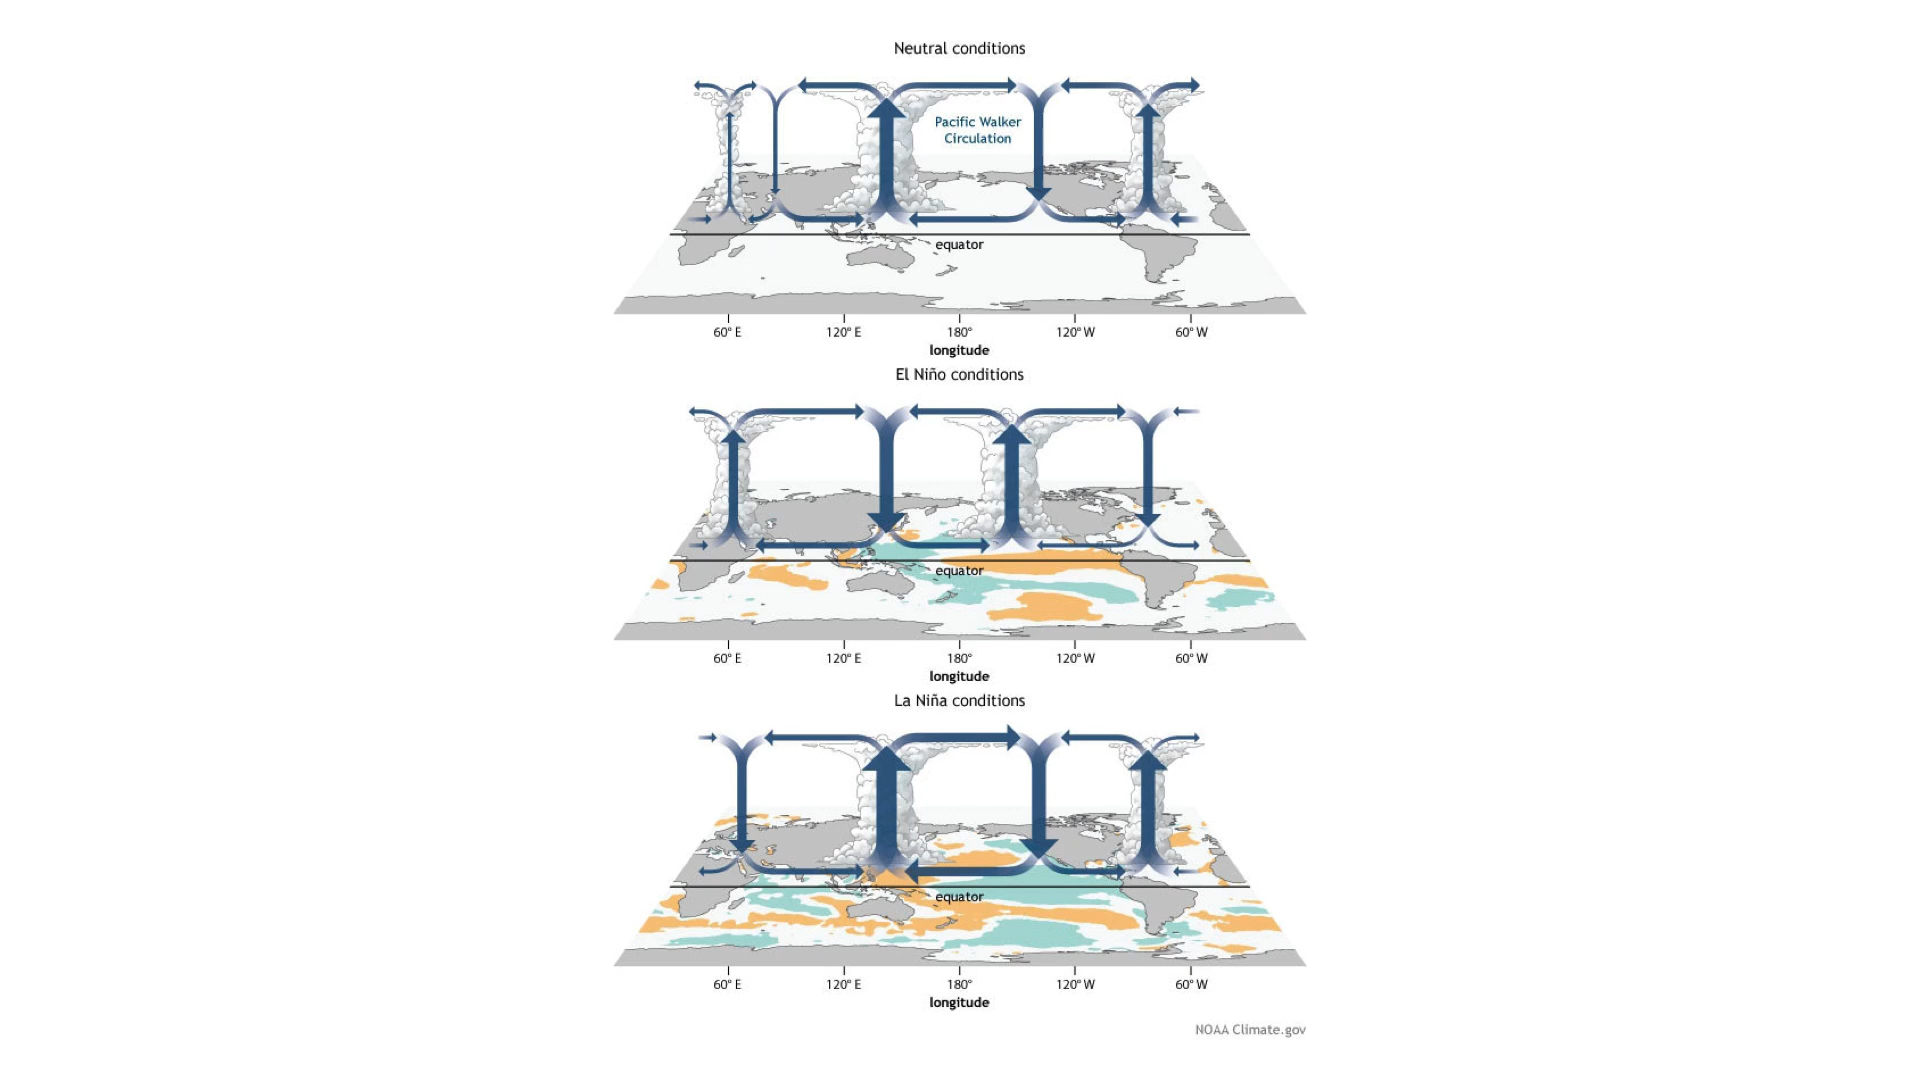 Neutral conditions
Pacific Walker
Circulation
equator
60° E 120° E 180° 120° W 60° W
longitude
El Niño conditions
equator
60° E 120° E 180° 120° W 60° W
longitude
La Niña conditions
equator
60° E 120° E 180° 120° W 60° W
longitude
NOAA Climate.gov